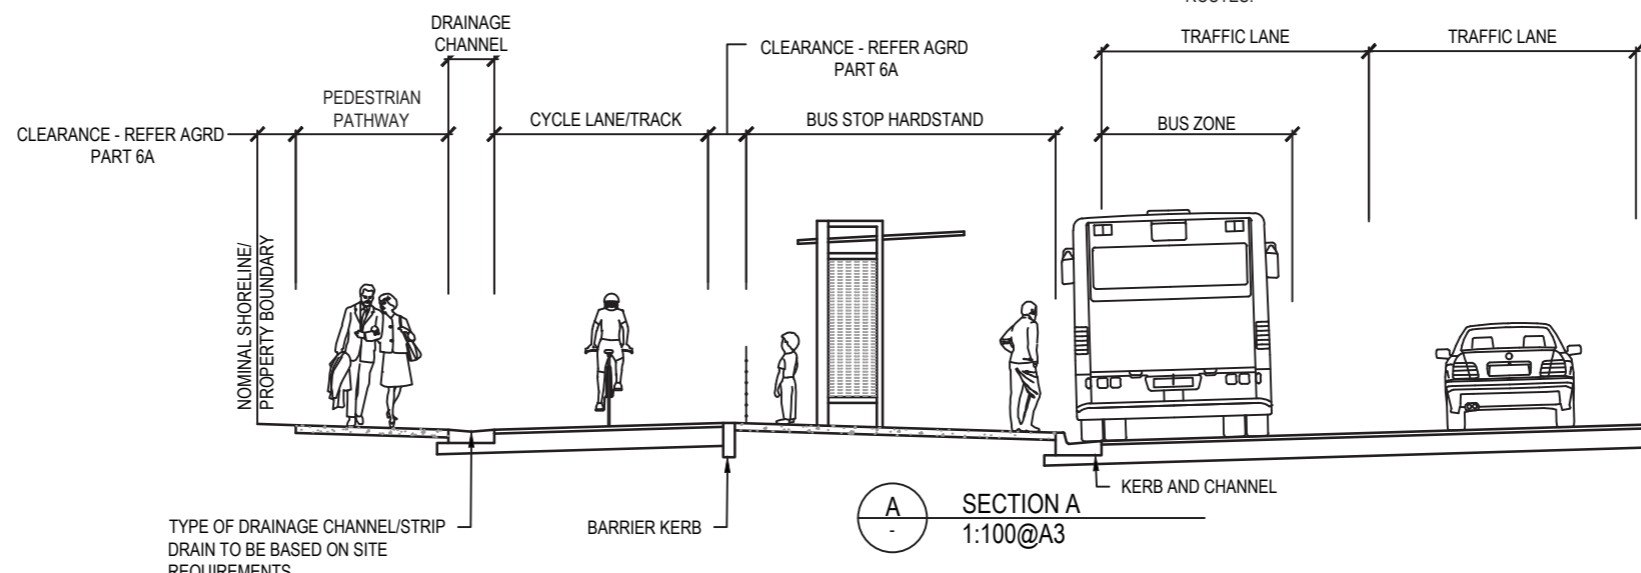 DRAINAGE
CHANNEL
TRAFFIC LANE
TRAFFIC LANE
CLEARANCE - REFER AGRD
PART 6A
PEDESTRIAN
PATHWAY
CYCLE LANE/TRACK
BUS STOP HARDSTAND
BUS ZONE
CLEARANCE - REFER AGRD
PART 6A
NOMINAL SHORELINE/
PROPERTY BOUNDARY
KERB AND CHANNEL
TYPE OF DRAINAGE CHANNEL/STRIP
DRAIN TO BE BASED ON SITE
REQUIREMENTS
BARRIER KERB
A
-
SECTION A
1:100@A3